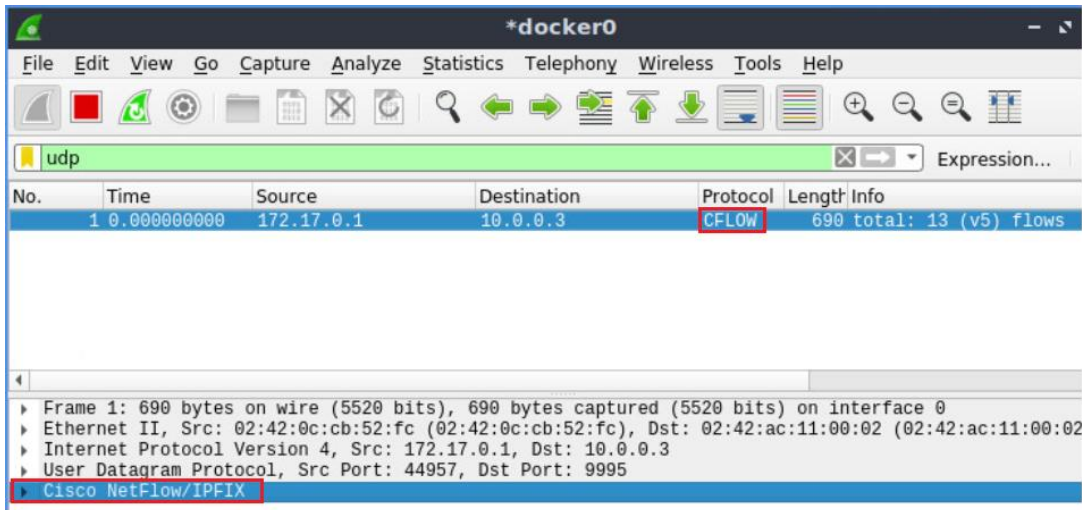 *docker0
File Edit View Go Capture Analyze Statistics Telephony Wireless Tools Help
udp Expression...
No. Time Source Destination Protocol Length Info
1 0.000000000 172.17.0.1 10.0.0.3 CFLOW 690 total: 13 (v5) flows
Frame 1: 690 bytes on wire (5520 bits), 690 bytes captured (5520 bits) on interface 0
Ethernet II, Src: 02:42:0c:cb:52:fc (02:42:0c:cb:52:fc), Dst: 02:42:ac:11:00:02 (02:42:ac:11:00:02
Internet Protocol Version 4, Src: 172.17.0.1, Dst: 10.0.0.3
User Datagram Protocol, Src Port: 44957, Dst Port: 9995
Cisco NetFlow/IPFIX